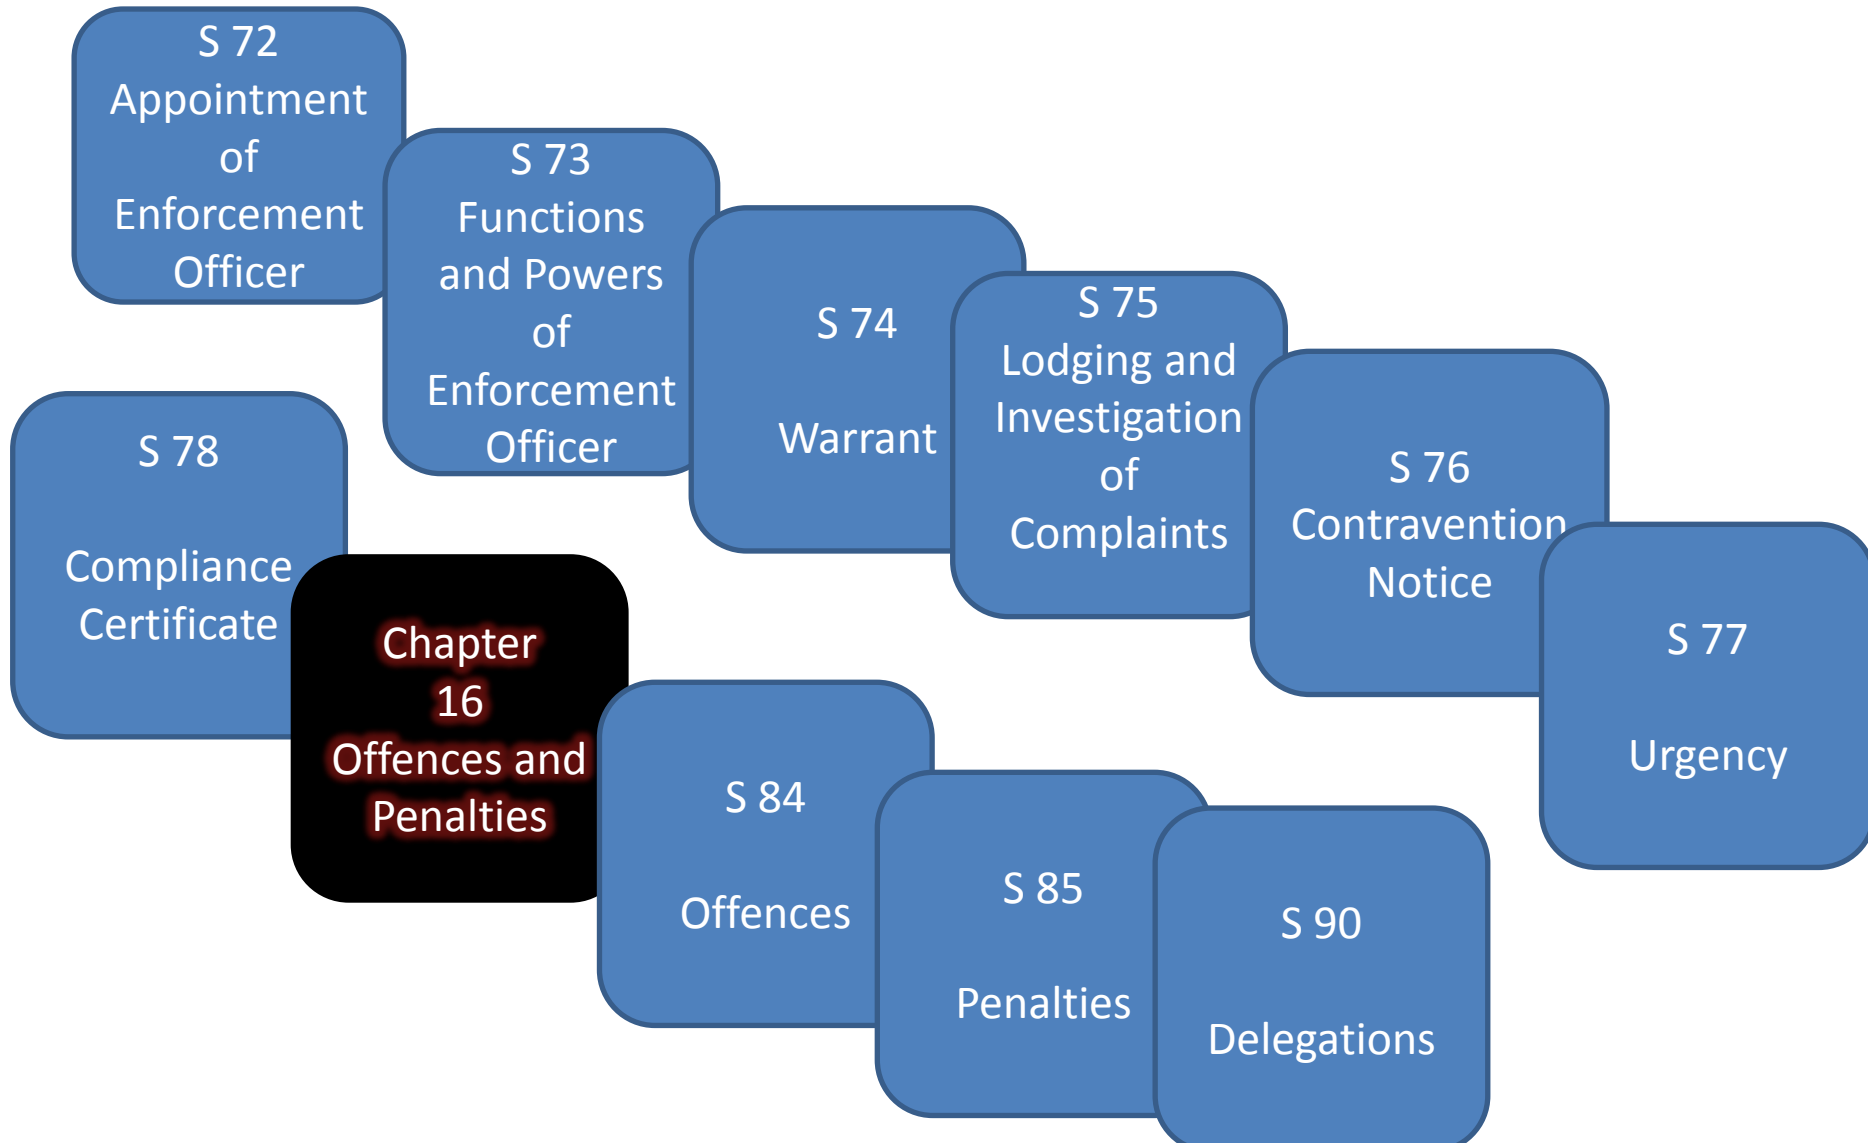 S 72
Appointment
of
Enforcement
Officer
S 73
Functions
and Powers
of
Enforcement
Officer
S 74
Warrant
S 75
Lodging and
Investigation
of
Complaints
S 76
Contravention
Notice
S 77
Urgency
S 78
Compliance
Certificate
Chapter
16
Offences and
Penalties
S 84
Offences
S 85
Penalties
S 90
Delegations